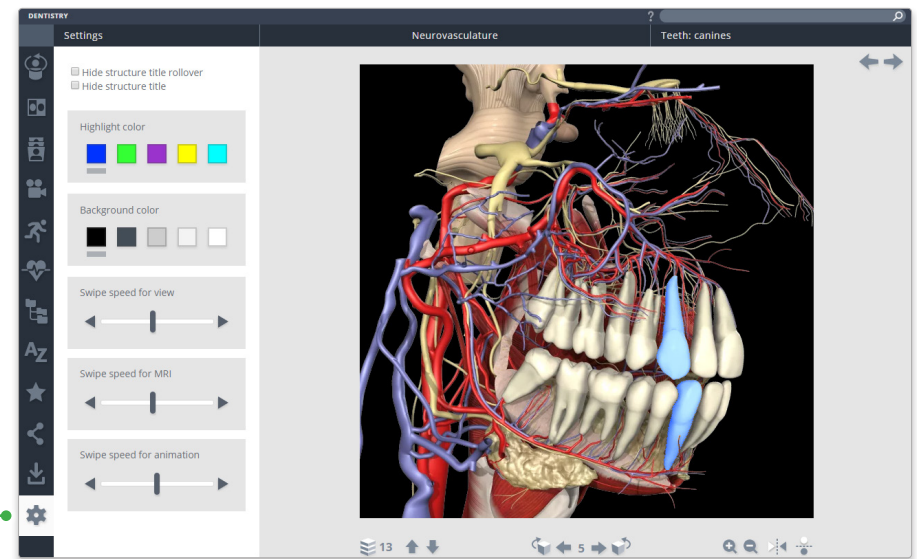 DENTISTRY
?
Settings
Neurovasculature
Teeth: canines
Hide structure title rollover
Hide structure title
Highlight color
Background color
Swipe speed for view
AZ
Swipe speed for MRI
Swipe speed for animation
13
5